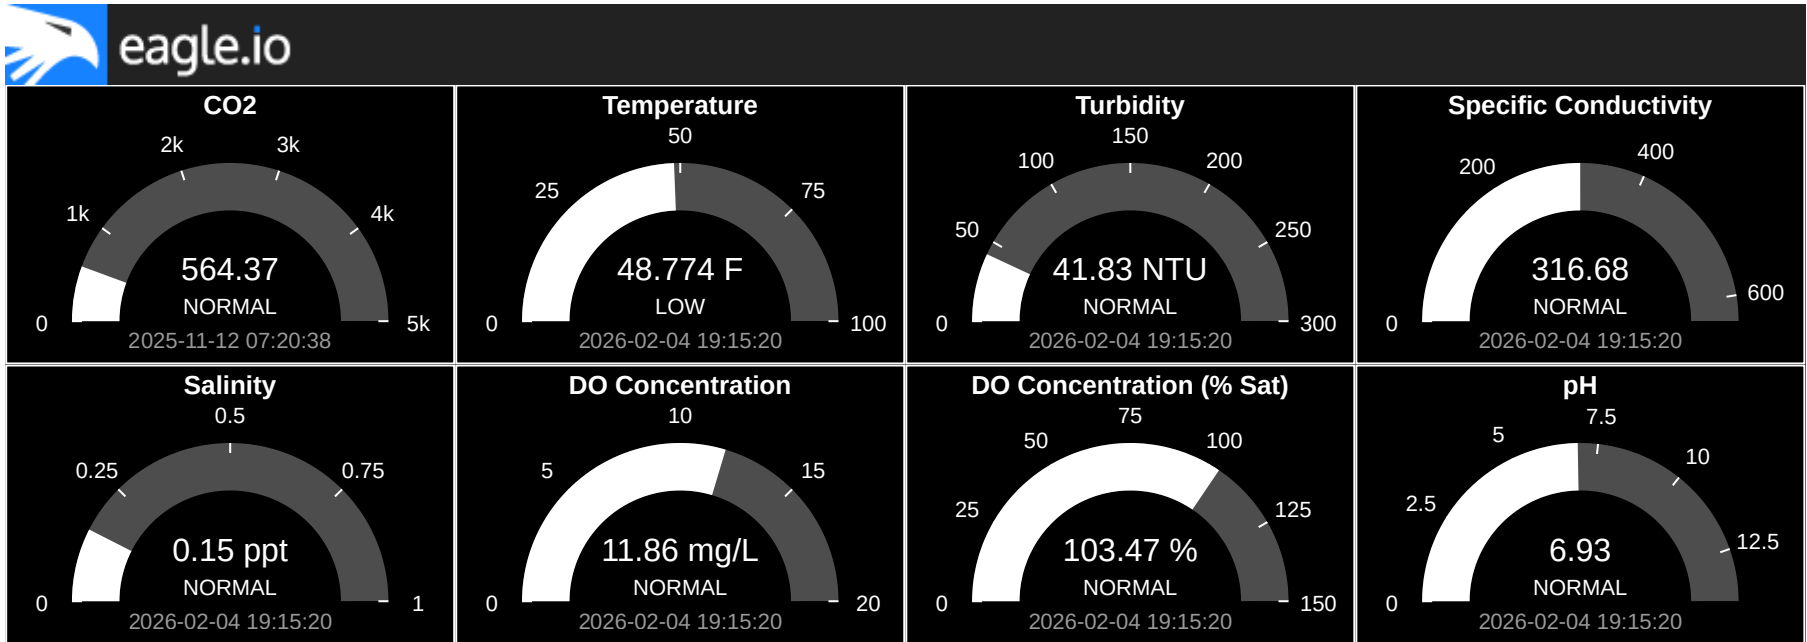 eagle.io
CO2
0
1k
2k
3k
4k
5k
564.37
NORMAL
2025-11-12 07:20:38
Temperature
0
25
50
75
100
48.774 F
LOW
2026-02-04 19:15:20
Turbidity
0
50
100
150
200
250
300
41.83 NTU
NORMAL
2026-02-04 19:15:20
Specific Conductivity
0
200
400
600
316.68
NORMAL
2026-02-04 19:15:20
Salinity
0
0.25
0.5
0.75
1
0.15 ppt
NORMAL
2026-02-04 19:15:20
DO Concentration
0
5
10
15
20
11.86 mg/L
NORMAL
2026-02-04 19:15:20
DO Concentration (% Sat)
0
25
50
75
100
125
150
103.47 %
NORMAL
2026-02-04 19:15:20
pH
0
2.5
5
7.5
10
12.5
6.93
NORMAL
2026-02-04 19:15:20